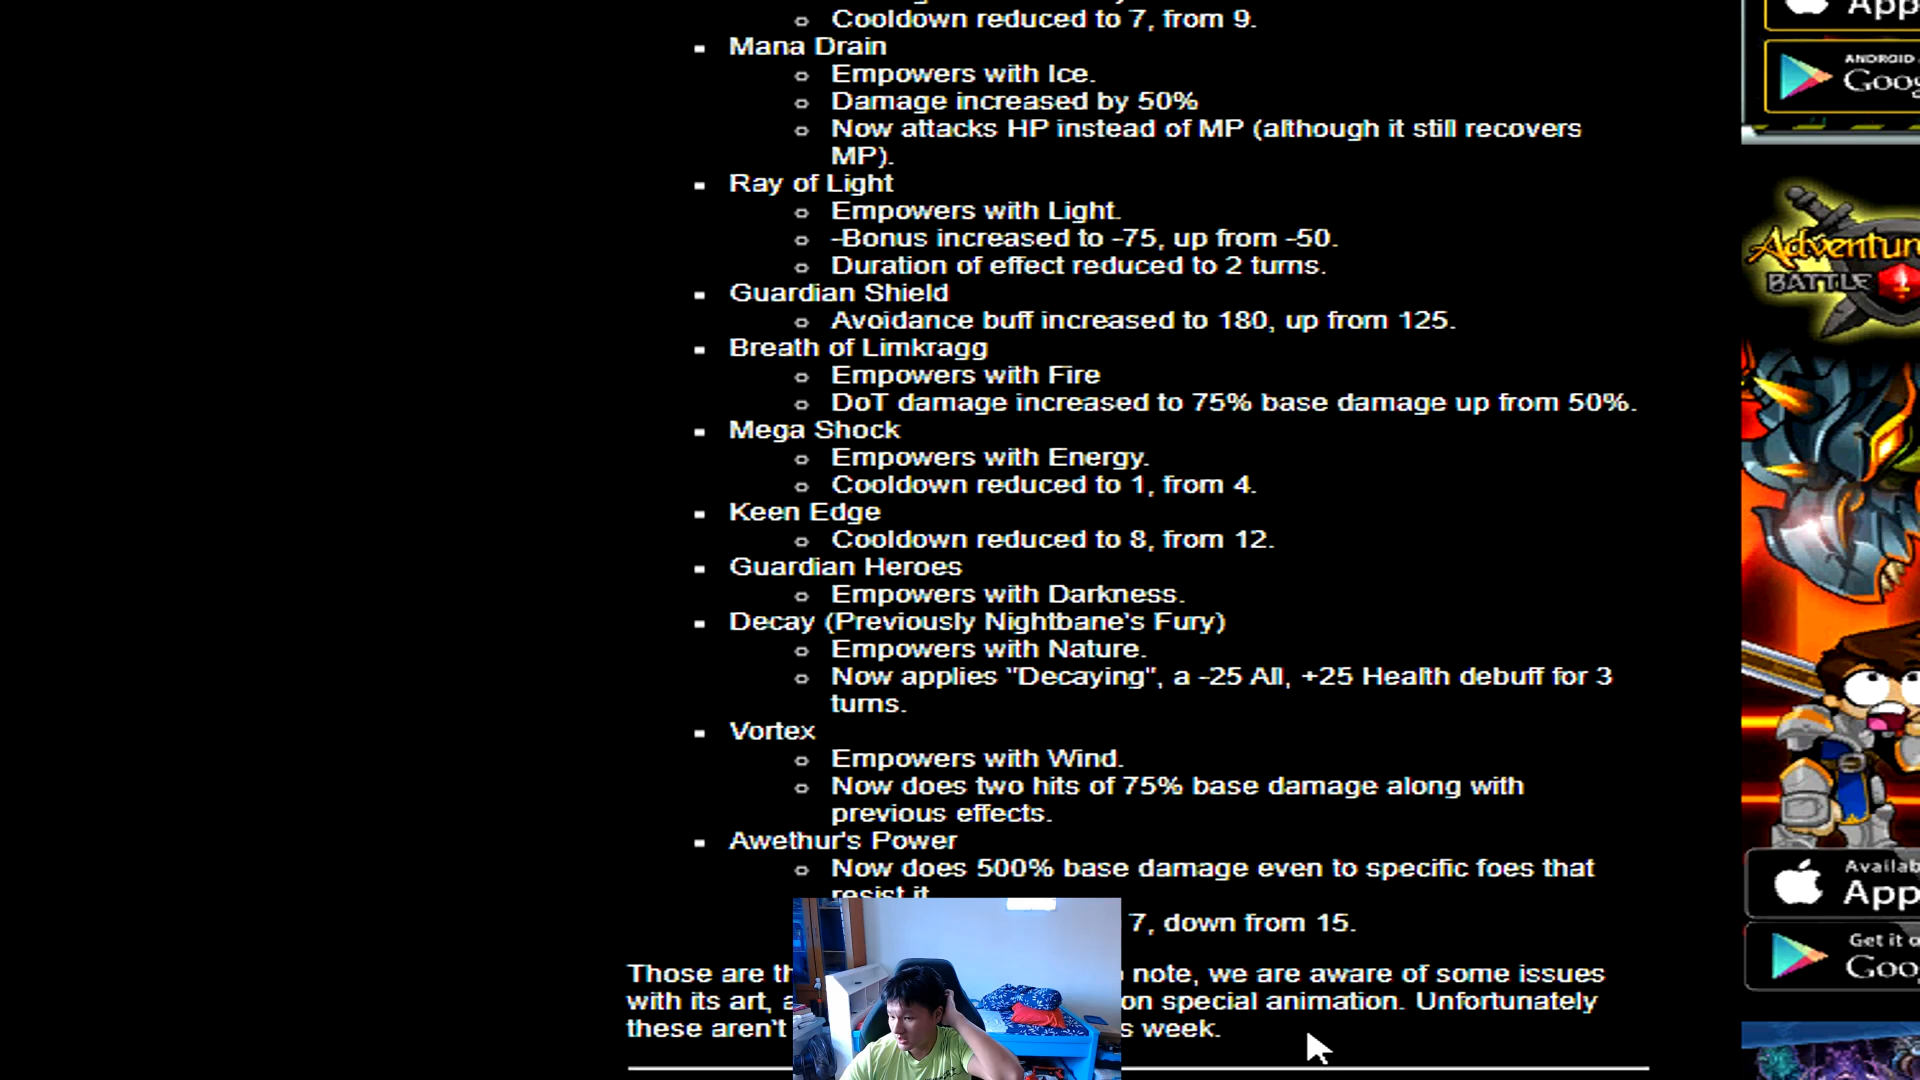 Cooldown reduced to 7, from 9.
Mana Drain
Empowers with Ice.
Damage increased by 50%
Now attacks HP instead of MP (although it still recovers
MP).
Ray of Light
Empowers with Light.
-Bonus increased to -75, up from -50.
Duration of effect reduced to 2 turns.
Guardian Shield
Avoidance buff increased to 180, up from 125.
Breath of Limkragg
Empowers with Fire
DoT damage increased to 75% base damage up from 50%.
Mega Shock
Empowers with Energy.
Cooldown reduced to 1, from 4.
Keen Edge
Cooldown reduced to 8, from 12.
Guardian Heroes
Empowers with Darkness.
Decay (Previously Nightbane's Fury)
Empowers with Nature.
Now applies "Decaying", a -25 All, +25 Health debuff for 3
turns.
Vortex
Empowers with Wind.
Now does two hits of 75% base damage along with
previous effects.
Awethur's Power
Now does 500% base damage even to specific foes that
resist it
7, down from 15.
Those are note, we are aware of some issues
with its art, on special animation. Unfortunately
these aren't week.
App
ANDROID
Goog
Adventur
BATTLE
Availab
App
Get it o
Goo